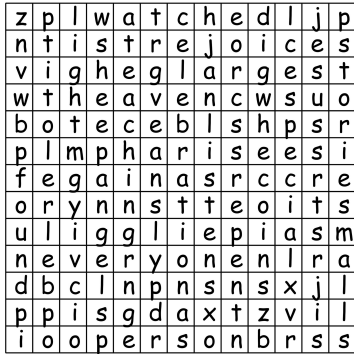 z p l w a t c h e d l j p
n t i s t r e j o i c e s
v i g h e g l a r g e s t
w t h e a v e n c w s u o
b o t e c e b l s h p s r
p l m p h a r i s e e s i
f e g a i n a s r c c r e
o r y n n s t t e o i t s
u l i g g l i e p i a s m
n e v e r y o n e n l r a
d b c l n p n s n s x j l
p p i s g d a x t z v i l
i o o p e r s o n b r s s